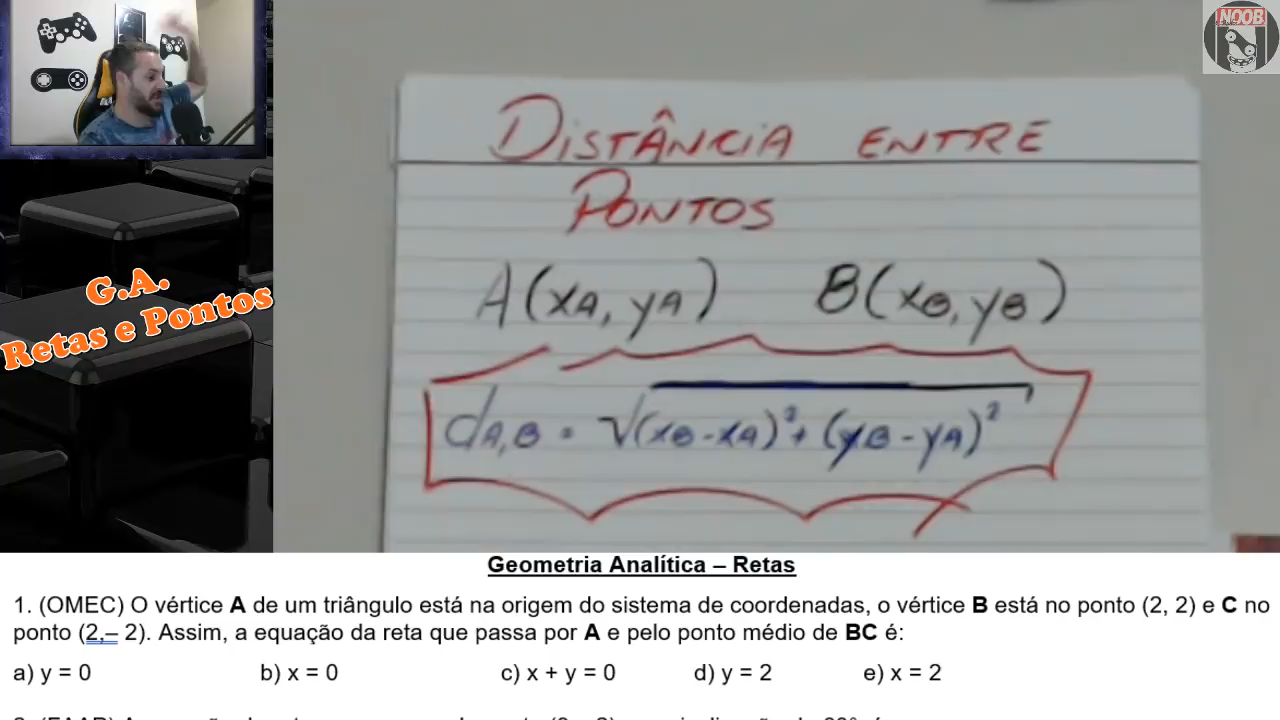 NOOB
DISTÂNCIA ENTRE
PONTOS
A(xA, yA) B(xB, yB)
dA,B = √(xB-xA)²+(yB-yA)²
G.A.
Retas e Pontos
Geometria Analítica – Retas
1. (OMEC) O vértice A de um triângulo está na origem do sistema de coordenadas, o vértice B está no ponto (2, 2) e C no
ponto (2,– 2). Assim, a equação da reta que passa por A e pelo ponto médio de BC é:
a) y = 0 b) x = 0 c) x + y = 0 d) y = 2 e) x = 2